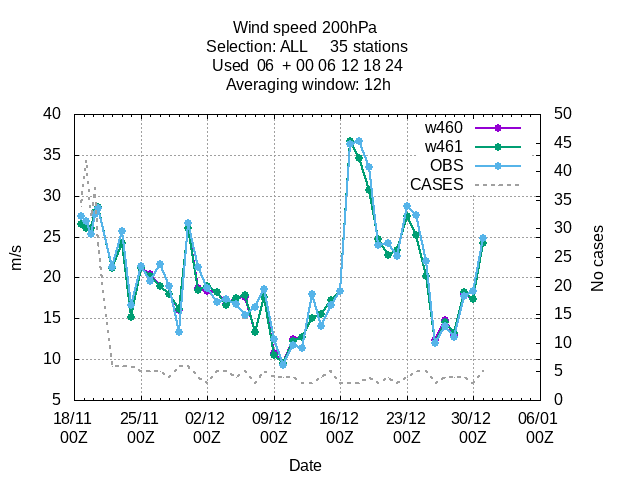 Wind speed 200hPa
Selection: ALL     35 stations
Used  06  + 00 06 12 18 24
Averaging window: 12h
40 50
w460
45
w461
35
40
OBS
CASES
35
30
30
25
m/s
No cases
25
20
20
15
15
10
10
5
5 0
18/11 25/11 02/12 09/12 16/12 23/12 30/12 06/01
00Z 00Z 00Z 00Z 00Z 00Z 00Z 00Z
Date